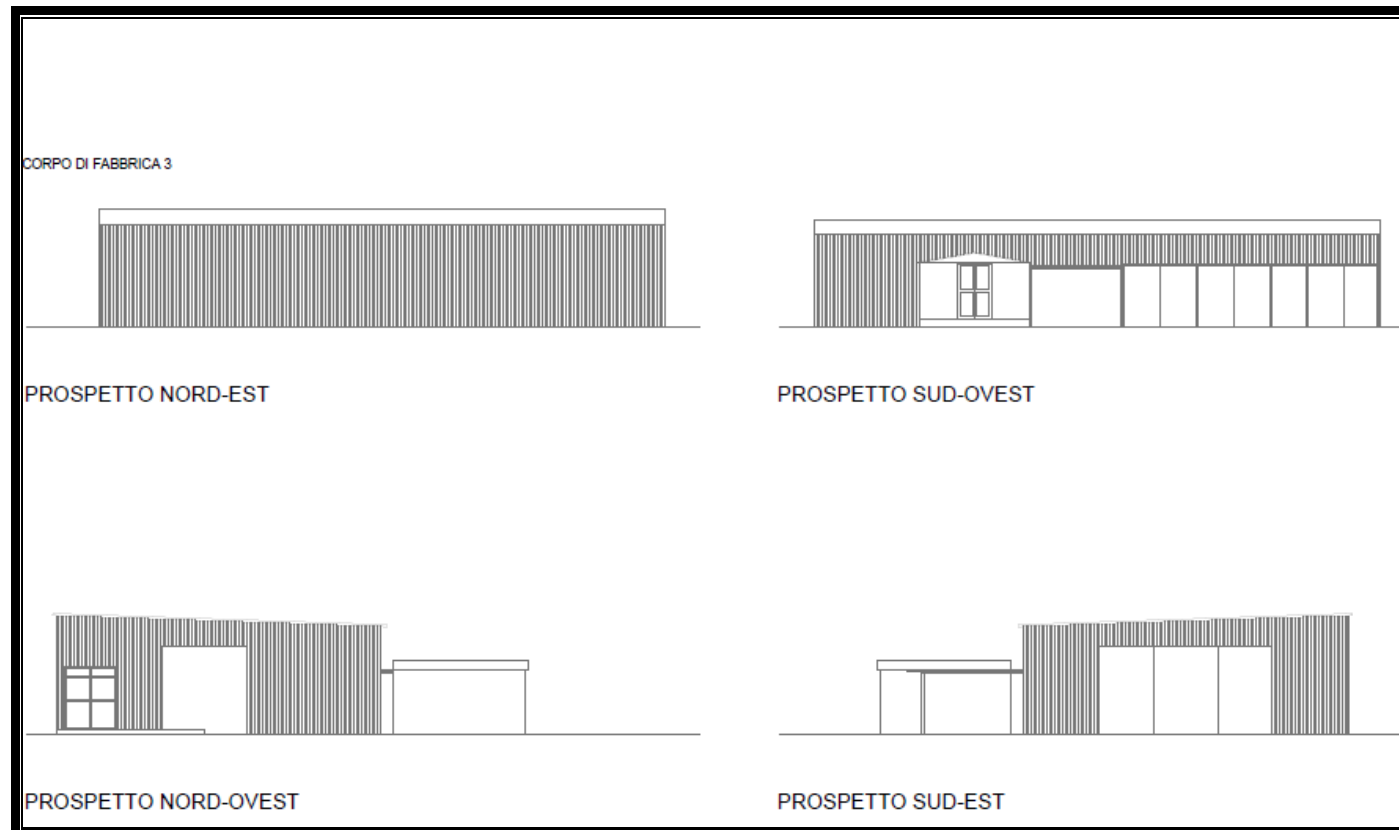 CORPO DI FABBRICA 3
PROSPETTO NORD-EST
PROSPETTO SUD-OVEST
PROSPETTO NORD-OVEST
PROSPETTO SUD-EST